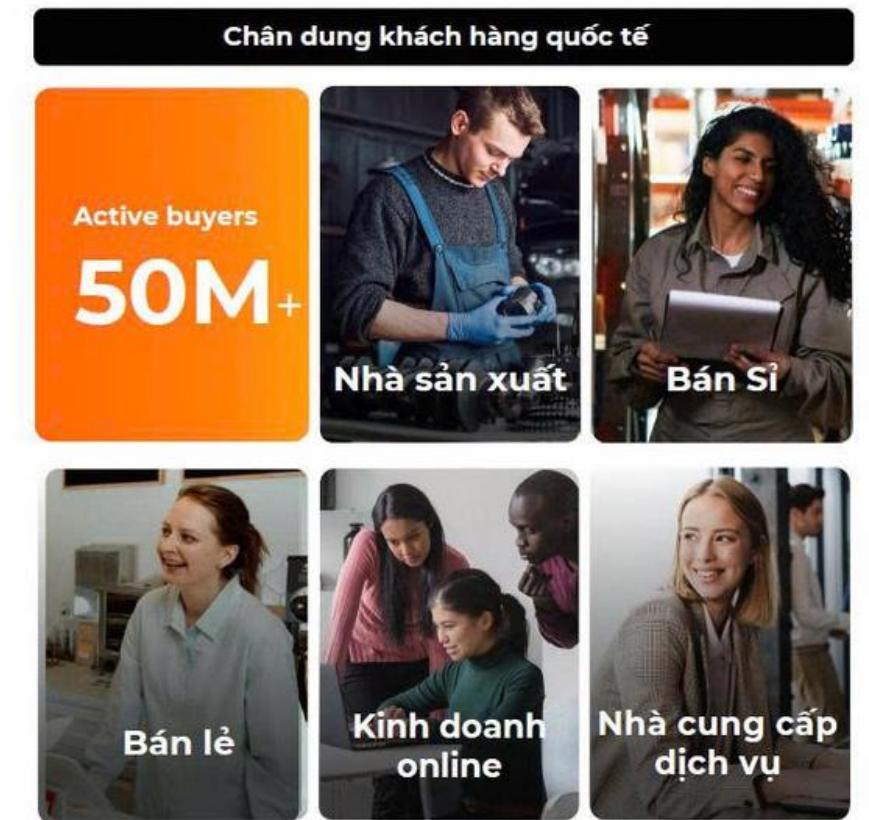 Chân dung khách hàng quốc tế
Active buyers
50M+
Nhà sản xuất
Bán Sỉ
Bán lẻ
Kinh doanh
online
Nhà cung cấp
dịch vụ